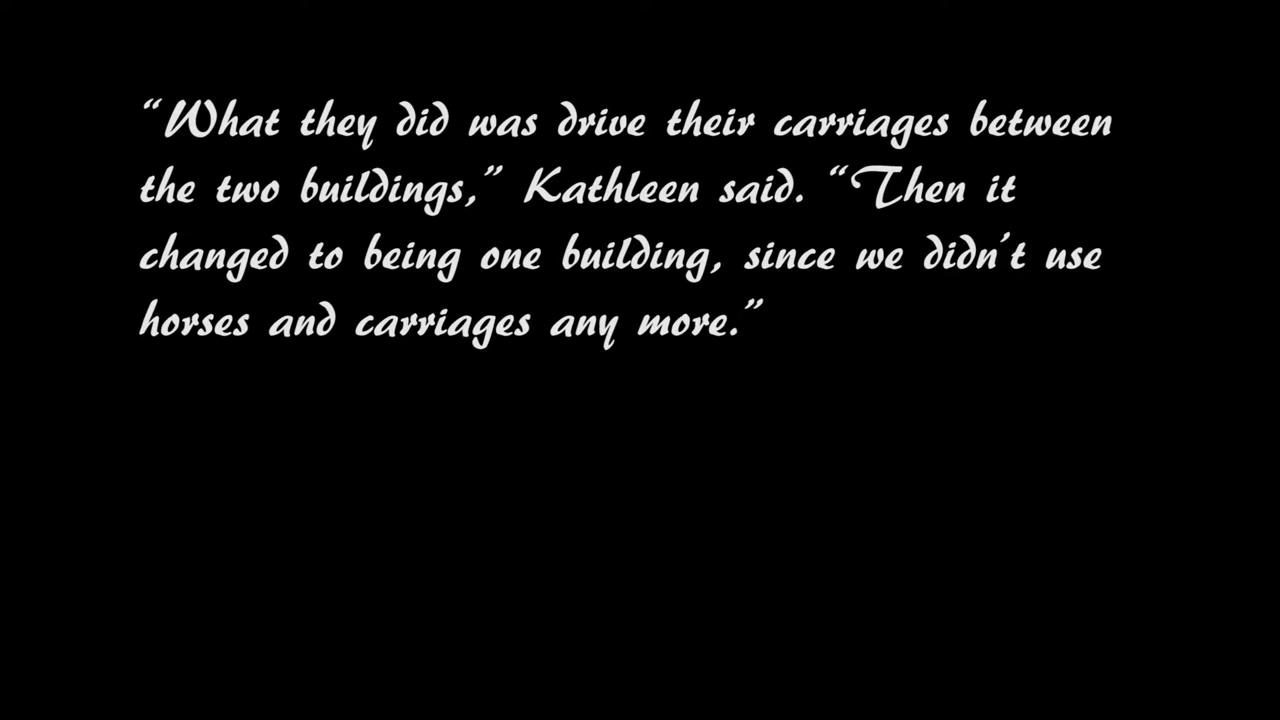 “What they did was drive their carriages between
the two buildings,” Kathleen said. “Then it
changed to being one building, since we didn’t use
horses and carriages any more.”